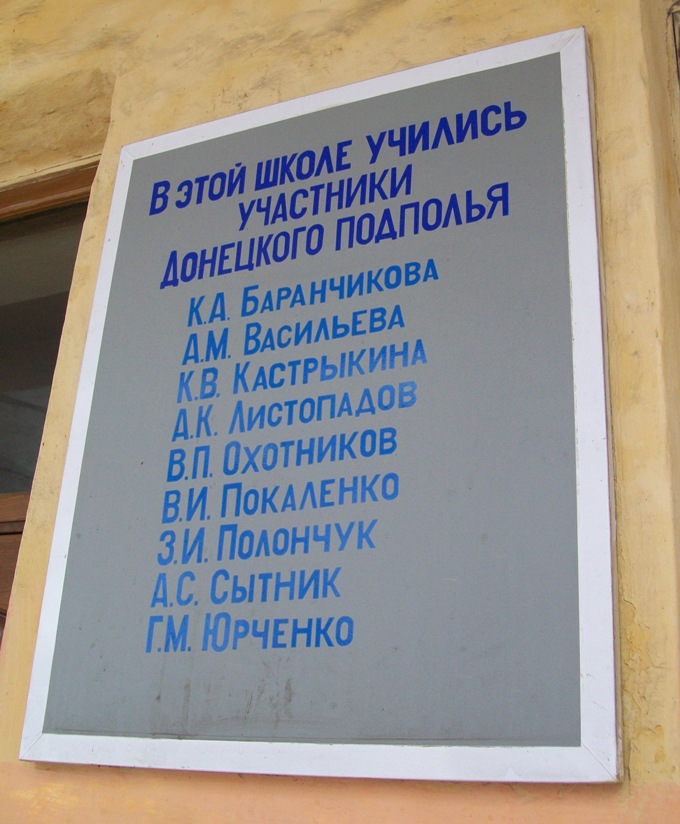 В ЭТОЙ ШКОЛЕ УЧИЛИСЬ
УЧАСТНИКИ
ДОНЕЦКОГО ПОДПОЛЬЯ
К.А. БАРАНЧИКОВА
А.М. ВАСИЛЬЕВА
К.В. КАСТРЫКИНА
А.К. ЛИСТОПАДОВ
В.П. ОХОТНИКОВ
В.И. ПОКАЛЕНКО
З.И. ПОЛОНЧУК
А.С. СЫТНИК
Г.М. ЮРЧЕНКО